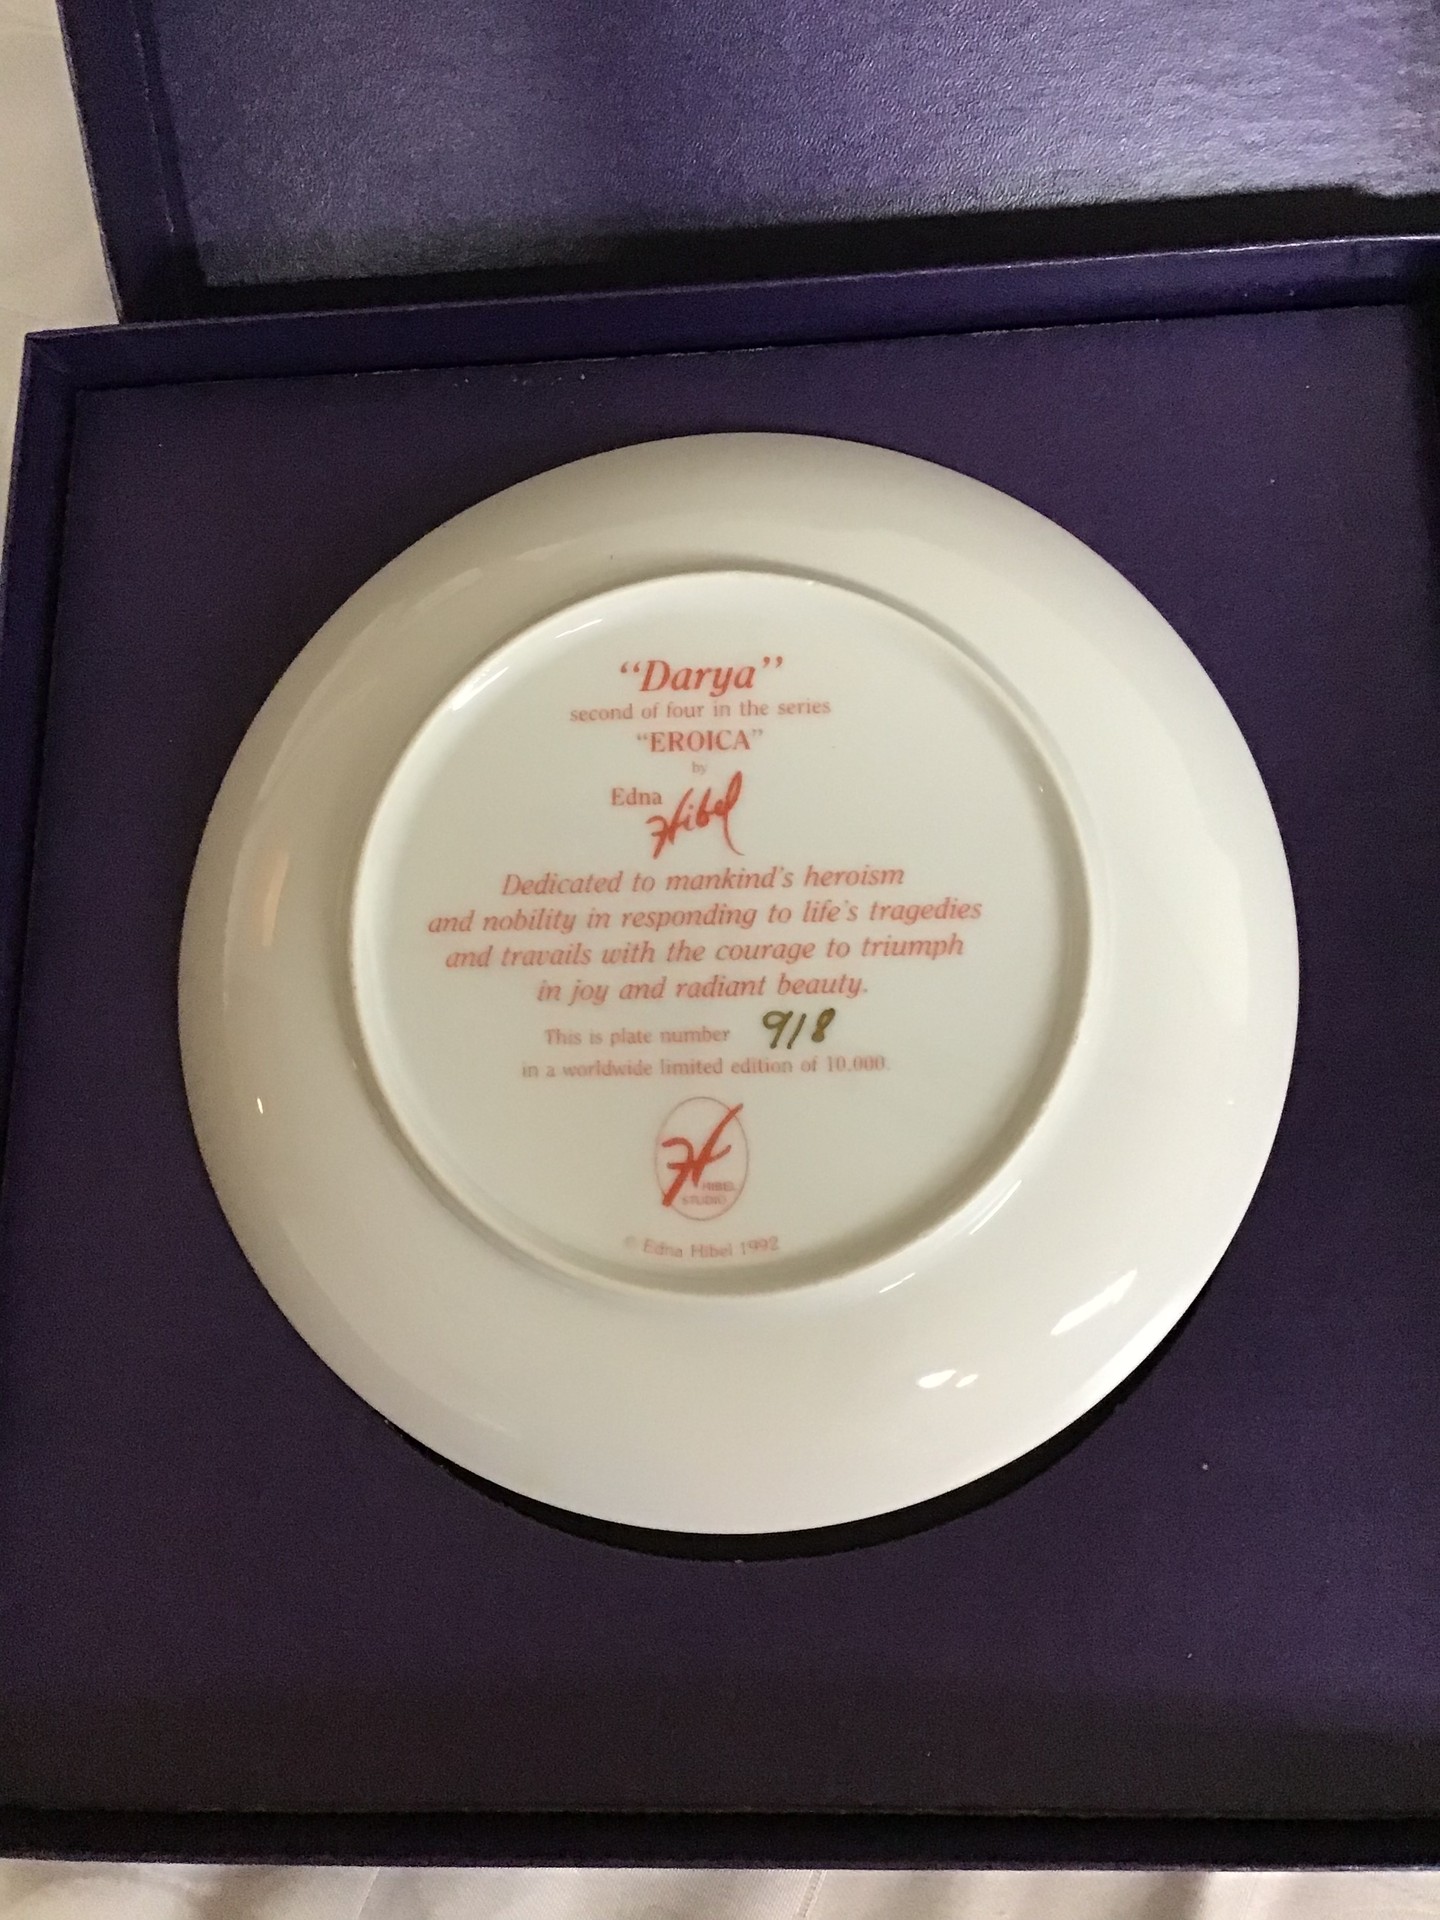 “Darya”
second of four in the series
“EROICA”
by
Edna Hibel
Dedicated to mankind's heroism
and nobility in responding to life's tragedies
and travails with the courage to triumph
in joy and radiant beauty.
This is plate number 918
in a worldwide limited edition of 10,000.
H
HIBEL
STUDIO
© Edna Hibel 1992